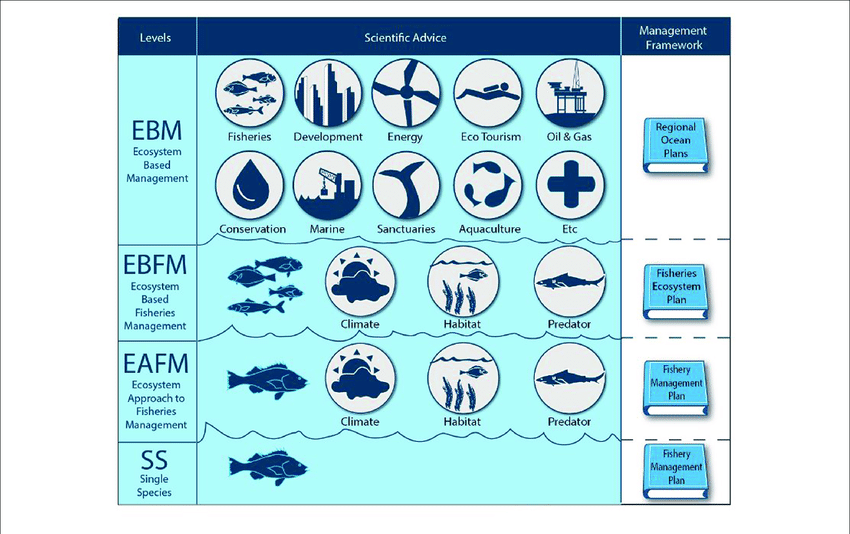 Levels
Scientific Advice
Management
Framework
EBM
Ecosystem
Based
Management
Fisheries
Development
Energy
Eco Tourism
Oil & Gas
Conservation
Marine
Sanctuaries
Aquaculture
Etc
Regional
Ocean
Plans
EBFM
Ecosystem
Based
Fisheries
Management
Climate
Habitat
Predator
Fisheries
Ecosystem
Plan
EAFM
Ecosystem
Approach to
Fisheries
Management
Climate
Habitat
Predator
Fishery
Management
Plan
SS
Single
Species
Fishery
Management
Plan